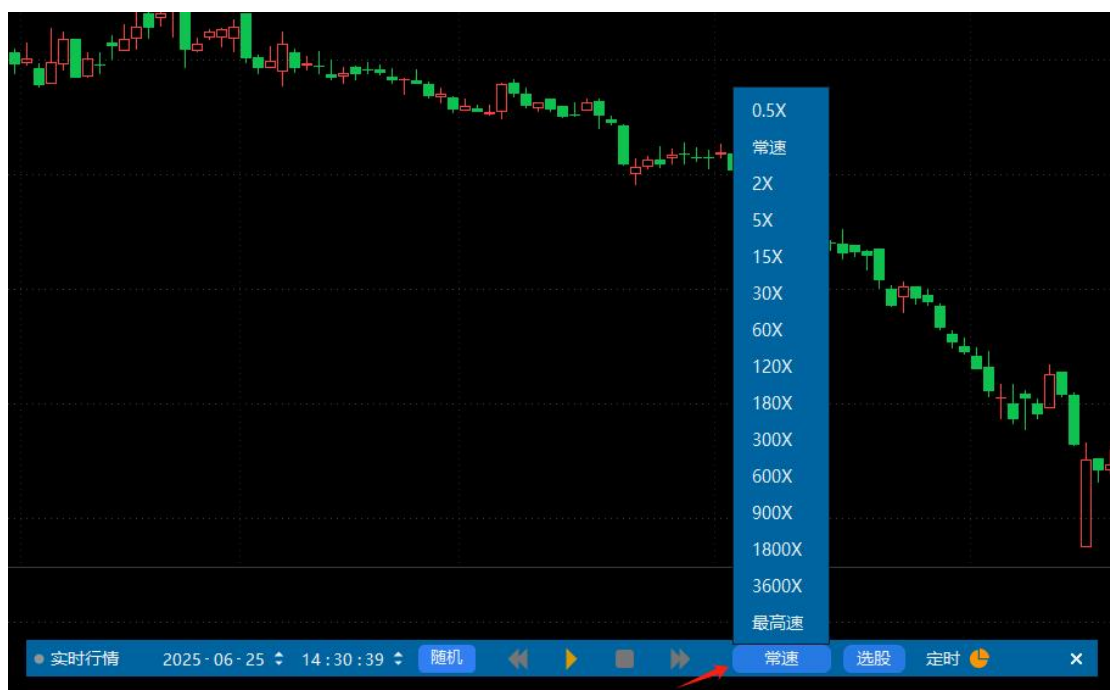 0.5X
常速
2X
5X
15X
30X
60X
120X
180X
300X
600X
900X
1800X
3600X
最高速
实时行情 2025-06-25 14:30:39 随机 常速 选股 定时